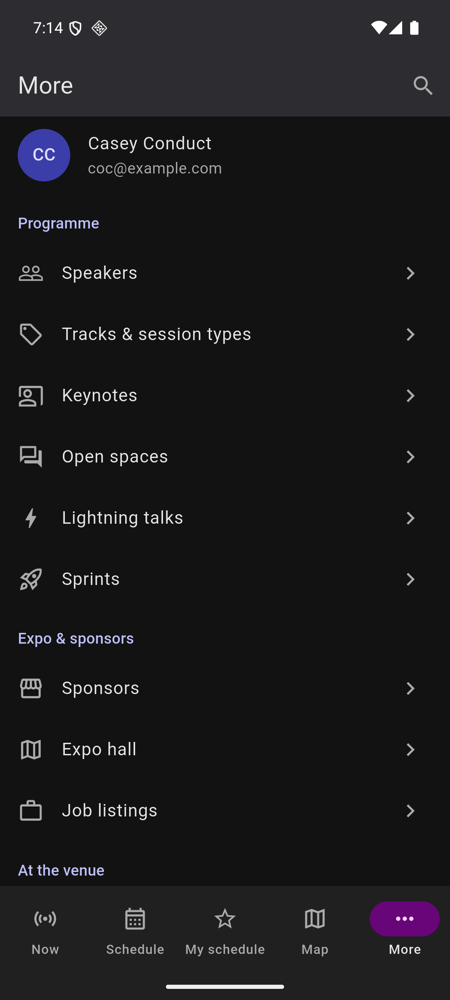 7:14
More
CC
Casey Conduct
coc@example.com
Programme
Speakers
Tracks & session types
Keynotes
Open spaces
Lightning talks
Sprints
Expo & sponsors
Sponsors
Expo hall
Job listings
At the venue
Now
Schedule
My schedule
Map
More